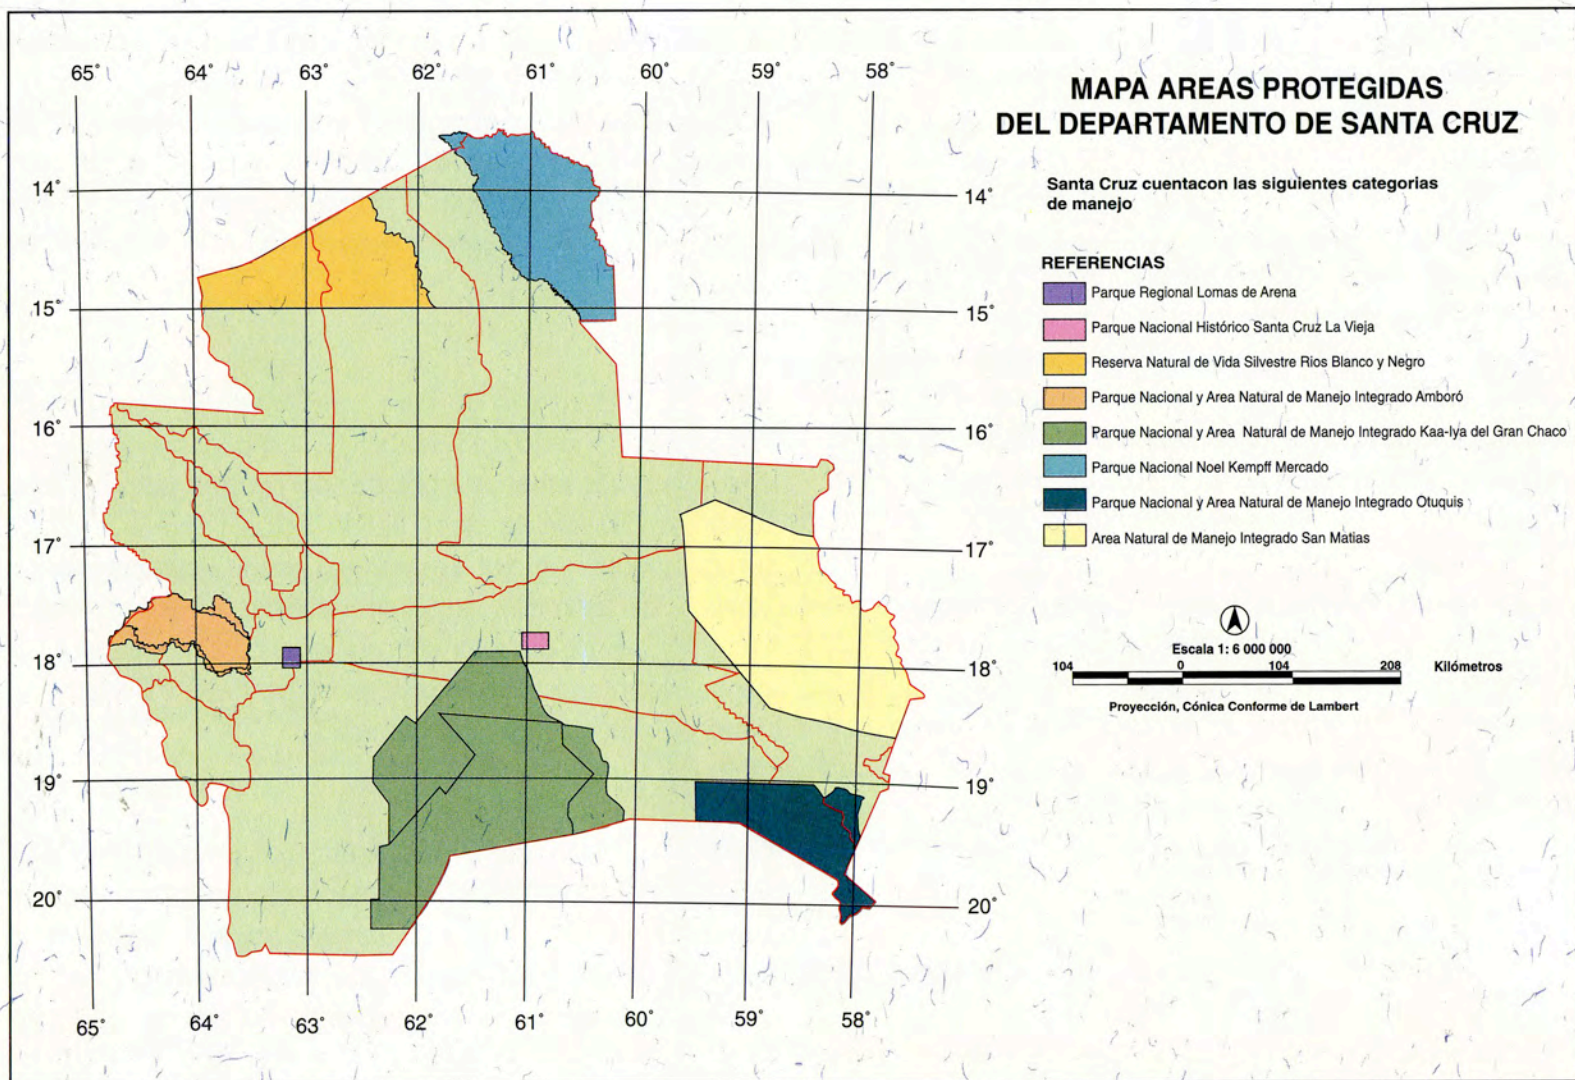 MAPA AREAS PROTEGIDAS
DEL DEPARTAMENTO DE SANTA CRUZ
Santa Cruz cuentacon las siguientes categorias
de manejo
REFERENCIAS
Parque Regional Lomas de Arena
Parque Nacional Histórico Santa Cruz La Vieja
Reserva Natural de Vida Silvestre Rios Blanco y Negro
Parque Nacional y Area Natural de Manejo Integrado Amboró
Parque Nacional y Area Natural de Manejo Integrado Kaa-Iya del Gran Chaco
Parque Nacional Noel Kempff Mercado
Parque Nacional y Area Natural de Manejo Integrado Otuquis
Area Natural de Manejo Integrado San Matias
Escala 1: 6 000 000
104 0 104 208 Kilómetros
Proyección, Cónica Conforme de Lambert
65° 64° 63° 62° 61° 60° 59° 58°
14° 14°
15° 15°
16° 16°
17° 17°
18° 18°
19° 19°
20° 20°
65° 64° 63° 62° 61° 60° 59° 58°